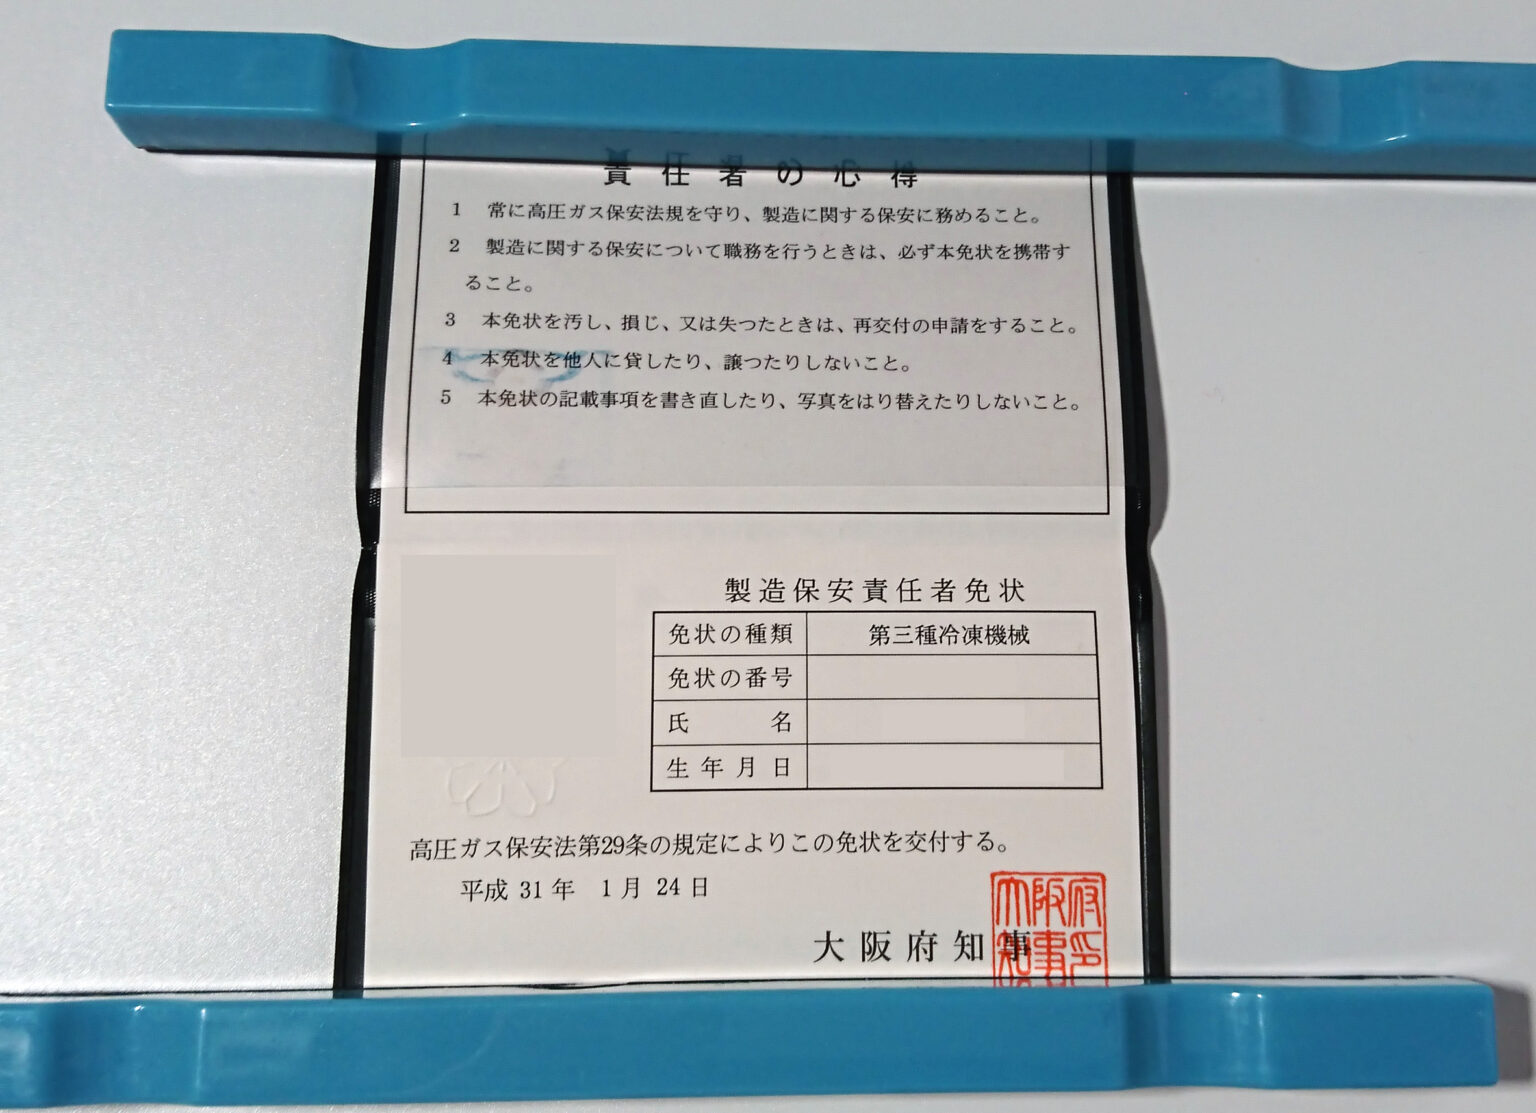 責任者の心得
1 常に高圧ガス保安法規を守り、製造に関する保安に務めること。
2 製造に関する保安について職務を行うときは、必ず本免状を携帯す
ること。
3 本免状を汚し、損じ、又は失つたときは、再交付の申請をすること。
4 本免状を他人に貸したり、譲つたりしないこと。
5 本免状の記載事項を書き直したり、写真をはり替えたりしないこと。
製造保安責任者免状
免状の種類 第三種冷凍機械
免状の番号
氏名
生年月日
高圧ガス保安法第29条の規定によりこの免状を交付する。
平成 31 年 1 月 24 日
大阪府知事
大阪府知事印